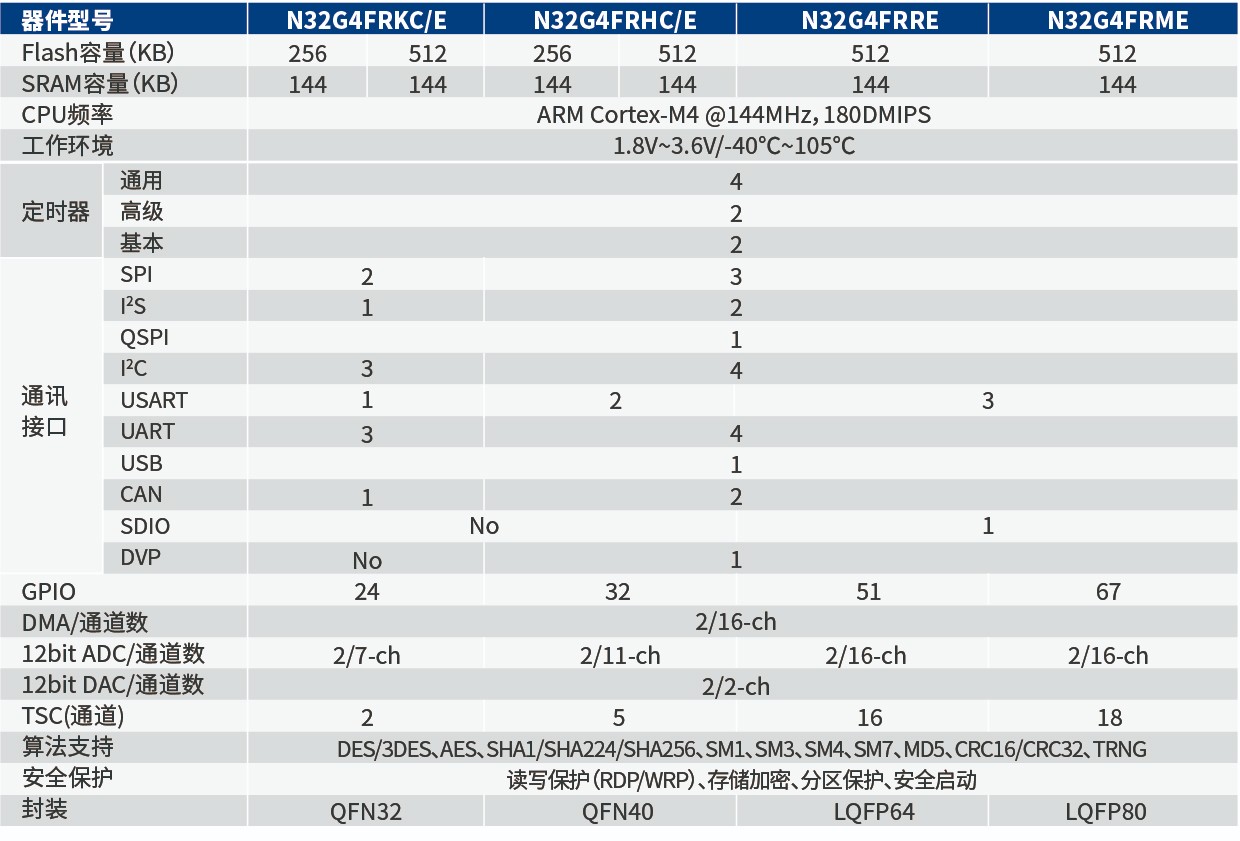 器件型号 N32G4FRKC/E N32G4FRHC/E N32G4FRRE N32G4FRME
Flash容量(KB) 256 512 256 512 512 512
SRAM容量(KB) 144 144 144 144 144 144
CPU频率 ARM Cortex-M4 @144MHz，180DMIPS
工作环境 1.8V~3.6V/-40℃~105℃
定时器 通用 4
高级 2
基本 2
通讯
接口
SPI 2 3
I²S 1 2
QSPI 1
I²C 3 4
USART 1 2 3
UART 3 4
USB 1
CAN 1 2
SDIO No 1
DVP No 1
GPIO 24 32 51 67
DMA/通道数 2/16-ch
12bit ADC/通道数 2/7-ch 2/11-ch 2/16-ch 2/16-ch
12bit DAC/通道数 2/2-ch
TSC(通道) 2 5 16 18
算法支持 DES/3DES、AES、SHA1/SHA224/SHA256、SM1、SM3、SM4、SM7、MD5、CRC16/CRC32、TRNG
安全保护 读写保护(RDP/WRP)、存储加密、分区保护、安全启动
封装 QFN32 QFN40 LQFP64 LQFP80